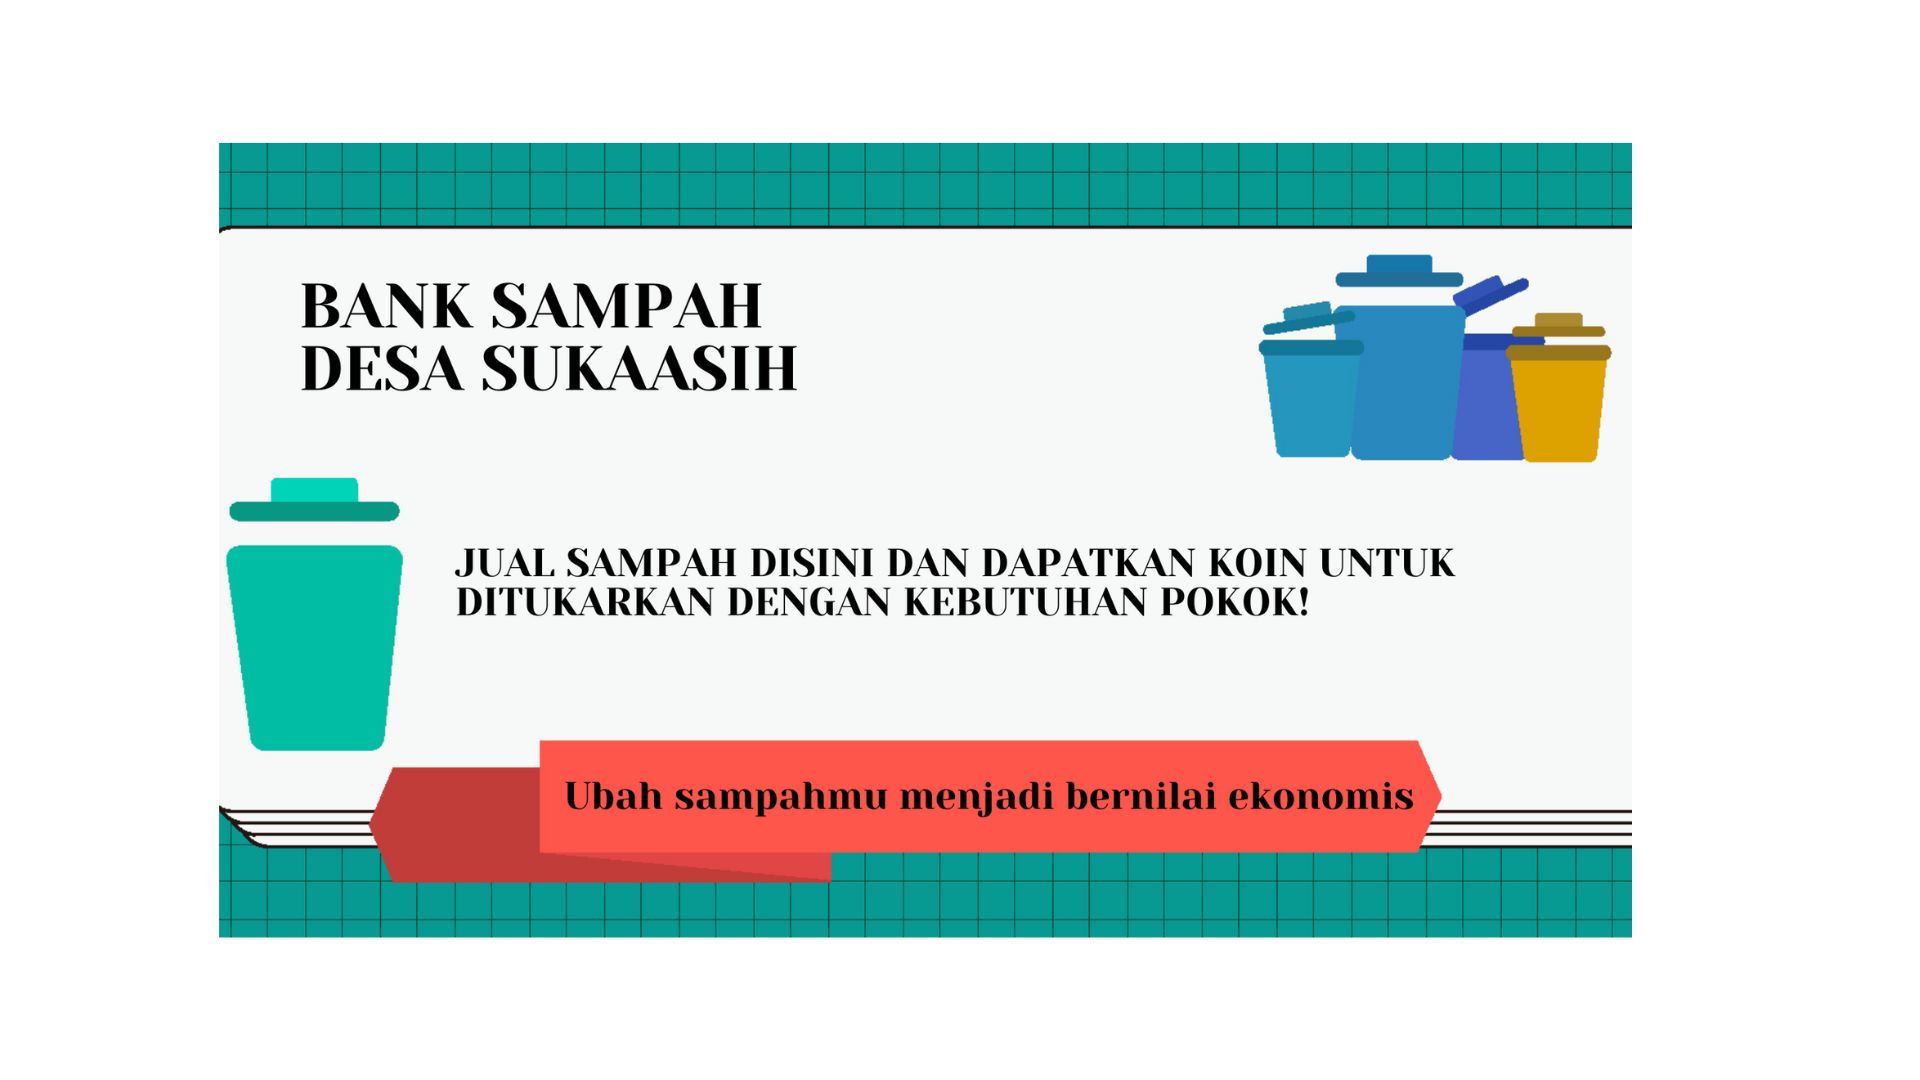 BANK SAMPAH
DESA SUKAASIH
JUAL SAMPAH DISINI DAN DAPATKAN KOIN UNTUK
DITUKARKAN DENGAN KEBUTUHAN POKOK!
Ubah sampahmu menjadi bernilai ekonomis